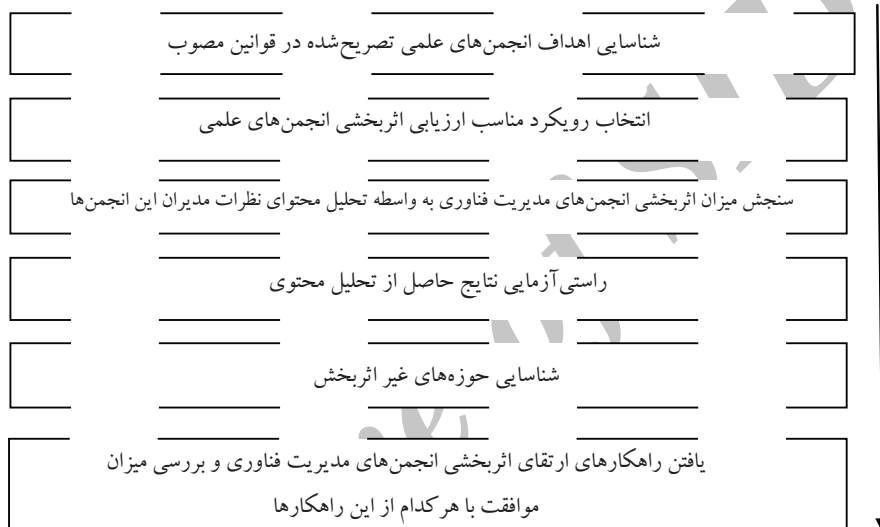 شناسایی اهداف انجمن‌های علمی تصریح‌شده در قوانین مصوب
انتخاب رویکرد مناسب ارزیابی اثربخشی انجمن‌های علمی
سنجش میزان اثربخشی انجمن‌های مدیریت فناوری به واسطه تحلیل محتوای نظرات مدیران این انجمن‌ها
راستی‌آزمایی نتایج حاصل از تحلیل محتوی
شناسایی حوزه‌های غیر اثربخش
یافتن راهکارهای ارتقای اثربخشی انجمن‌های مدیریت فناوری و بررسی میزان
موافقت با هرکدام از این راهکارها